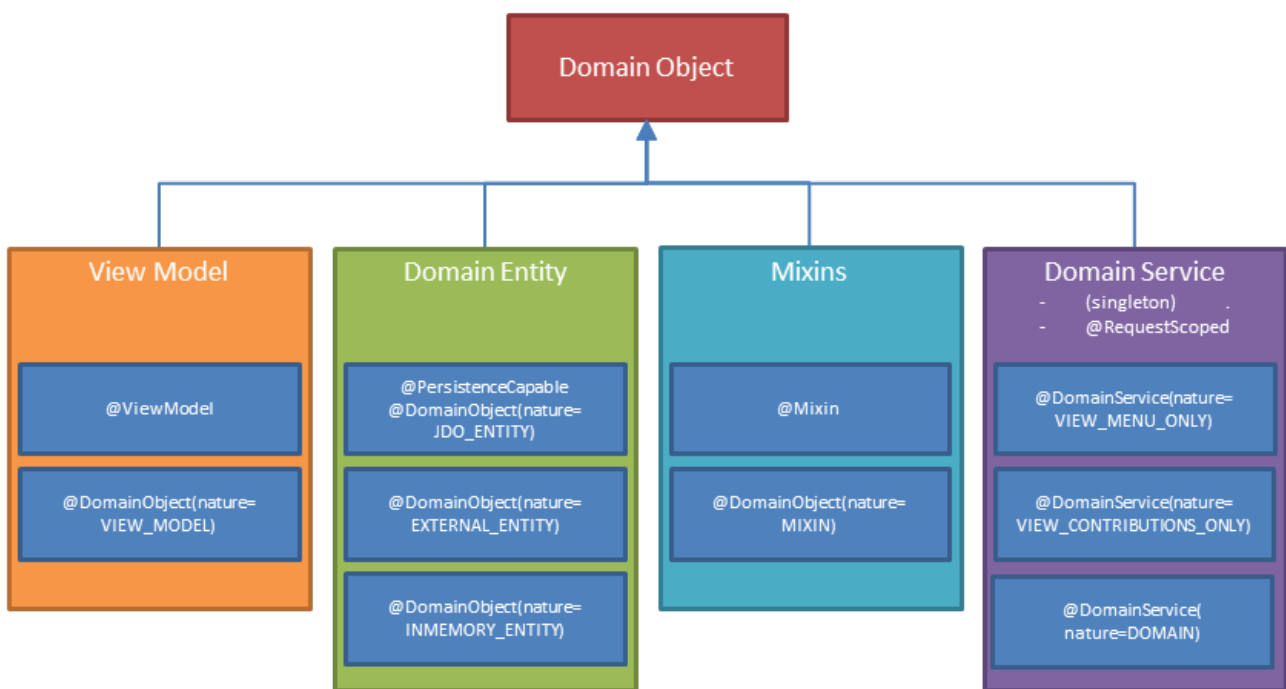 Domain Object
View Model
@ViewModel
@DomainObject(nature=
VIEW_MODEL)
Domain Entity
@PersistenceCapable
@DomainObject(nature=
JDO_ENTITY)
@DomainObject(nature=
EXTERNAL_ENTITY)
@DomainObject(nature=
INMEMORY_ENTITY)
Mixins
@Mixin
@DomainObject(nature=
MIXIN)
Domain Service
- (singleton) .
- @RequestScoped
@DomainService(nature=
VIEW_MENU_ONLY)
@DomainService(nature=
VIEW_CONTRIBUTIONS_ONLY)
@DomainService(
nature=DOMAIN)